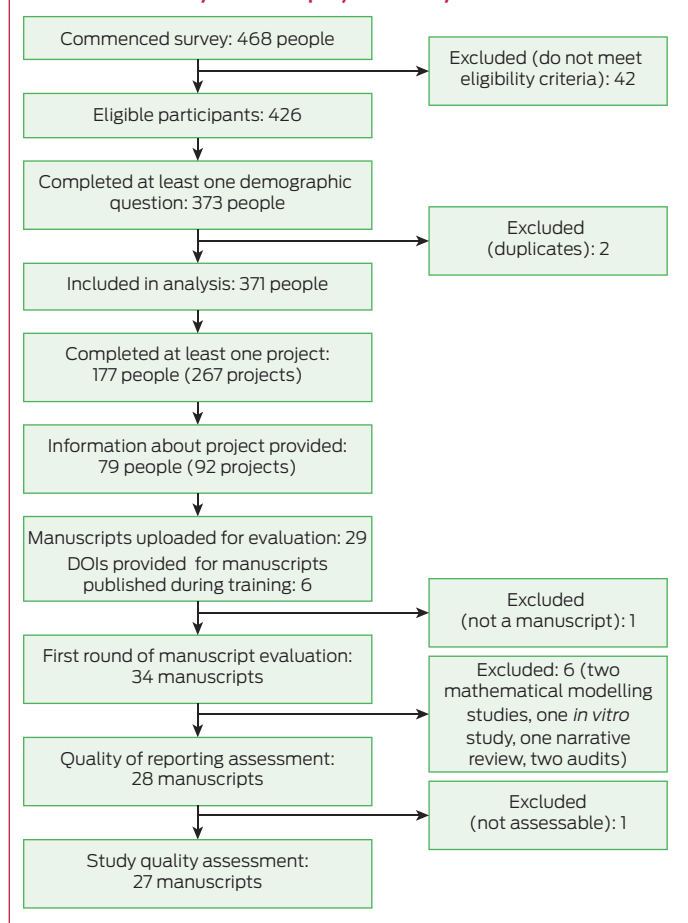 Commenced survey: 468 people
Excluded (do not meet
eligibility criteria): 42
Eligible participants: 426
Completed at least one demographic
question: 373 people
Excluded
(duplicates): 2
Included in analysis: 371 people
Completed at least one project:
177 people (267 projects)
Information about project provided:
79 people (92 projects)
Manuscripts uploaded for evaluation: 29
DOIs provided for manuscripts
published during training: 6
Excluded
(not a manuscript): 1
First round of manuscript evaluation:
34 manuscripts
Excluded: 6 (two
mathematical modelling
studies, one in vitro
study, one narrative
review, two audits)
Quality of reporting assessment:
28 manuscripts
Excluded
(not assessable): 1
Study quality assessment:
27 manuscripts